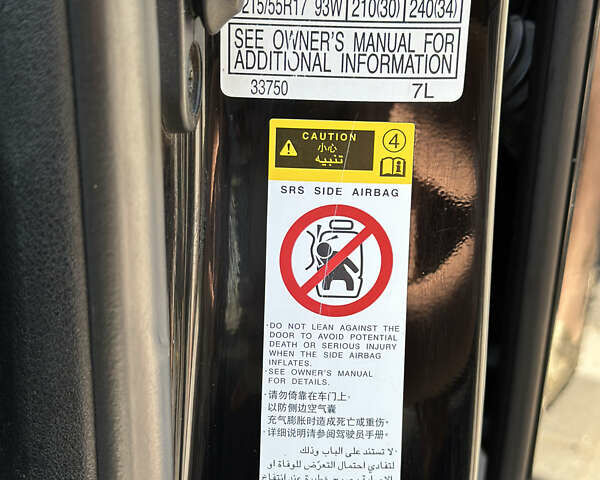 215/55R17 93W 210(30) 240(34)
SEE OWNER'S MANUAL FOR
ADDITIONAL INFORMATION
33750 7L
CAUTION
小心
تنبيه
4
SRS SIDE AIRBAG
·DO NOT LEAN AGAINST THE
DOOR TO AVOID POTENTIAL
DEATH OR SERIOUS INJURY
WHEN THE SIDE AIRBAG
INFLATES.
·SEE OWNER'S MANUAL
FOR DETAILS.
·请勿倚靠在车门上,
以防侧边空气囊
充气膨胀时造成死亡或重伤。
·详细说明请参阅驾驶员手册。
·لا تستند على الباب وذلك
لتفادي احتمال التعرّض للوفاة او